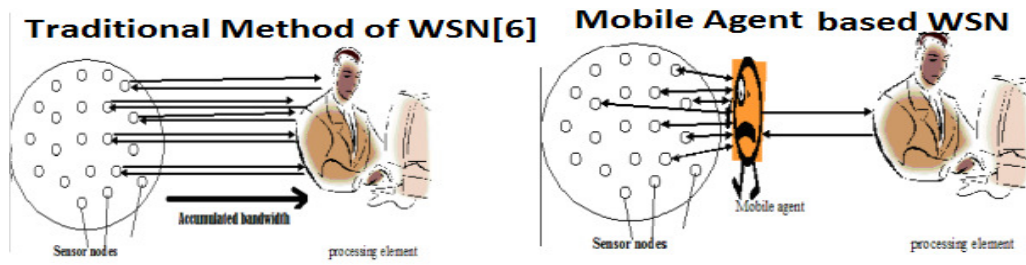 Traditional Method of WSN[6]
Accumulated bandwidth
Sensor nodes
processing element
Mobile Agent based WSN
Mobile agent
Sensor nodes
processing element